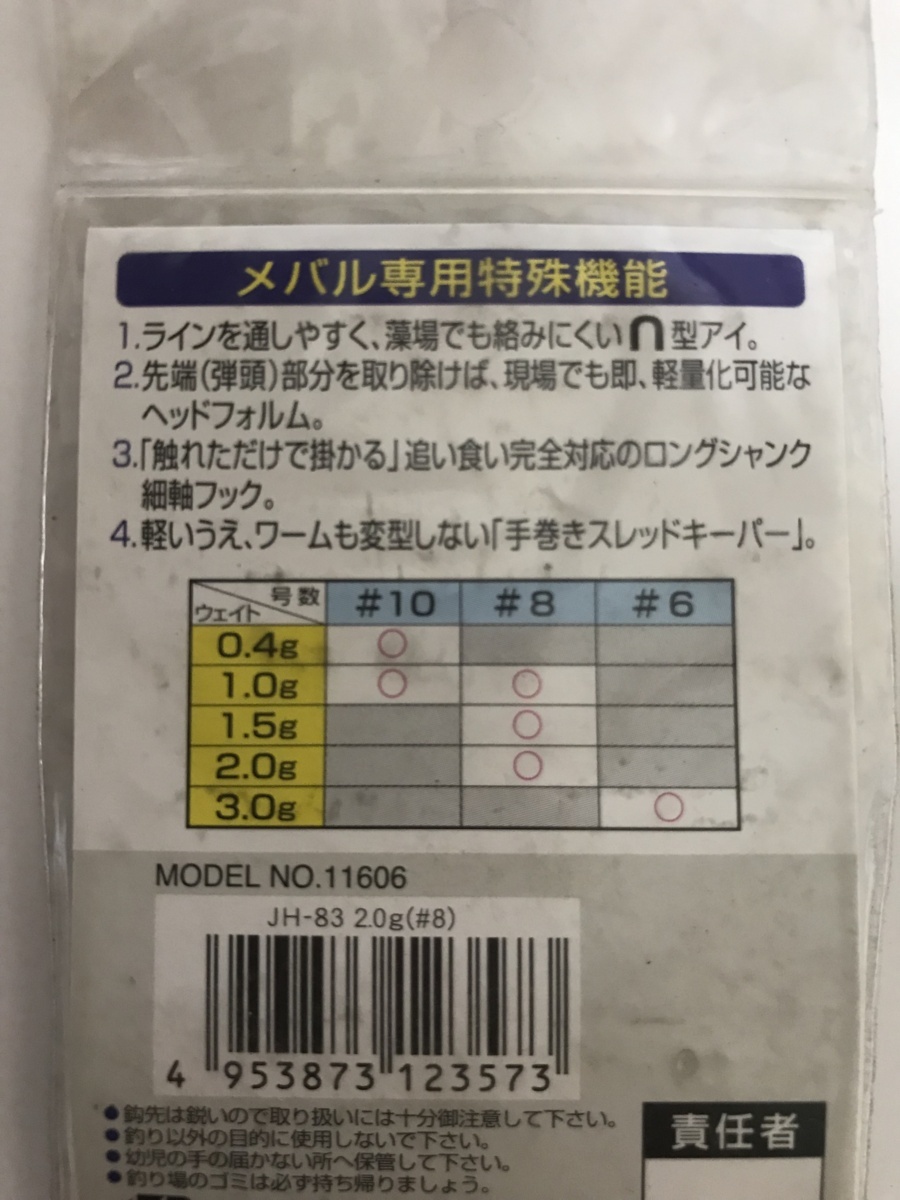 メバル専用特殊機能
1.ラインを通しやすく、藻場でも絡みにくい∩型アイ。
2.先端(弾頭)部分を取り除けば、現場でも即、軽量化可能な
ヘッドフォルム。
3.「触れただけで掛かる」追い食い完全対応のロングシャンク
細軸フック。
4.軽いうえ、ワームも変型しない「手巻きスレッドキーパー」。
号数
ウェイト #10 #8 #6
0.4g ○
1.0g ○ ○
1.5g ○
2.0g ○
3.0g ○
MODEL NO.11606
JH-83 2.0g(#8)
4 953873 123573
●鈎先は鋭いので取り扱いには十分御注意して下さい。
●釣り以外の目的に使用しないで下さい。
●幼児の手の届かない所へ保管して下さい。
●釣り場のゴミは必ず持ち帰りましょう。
責任者